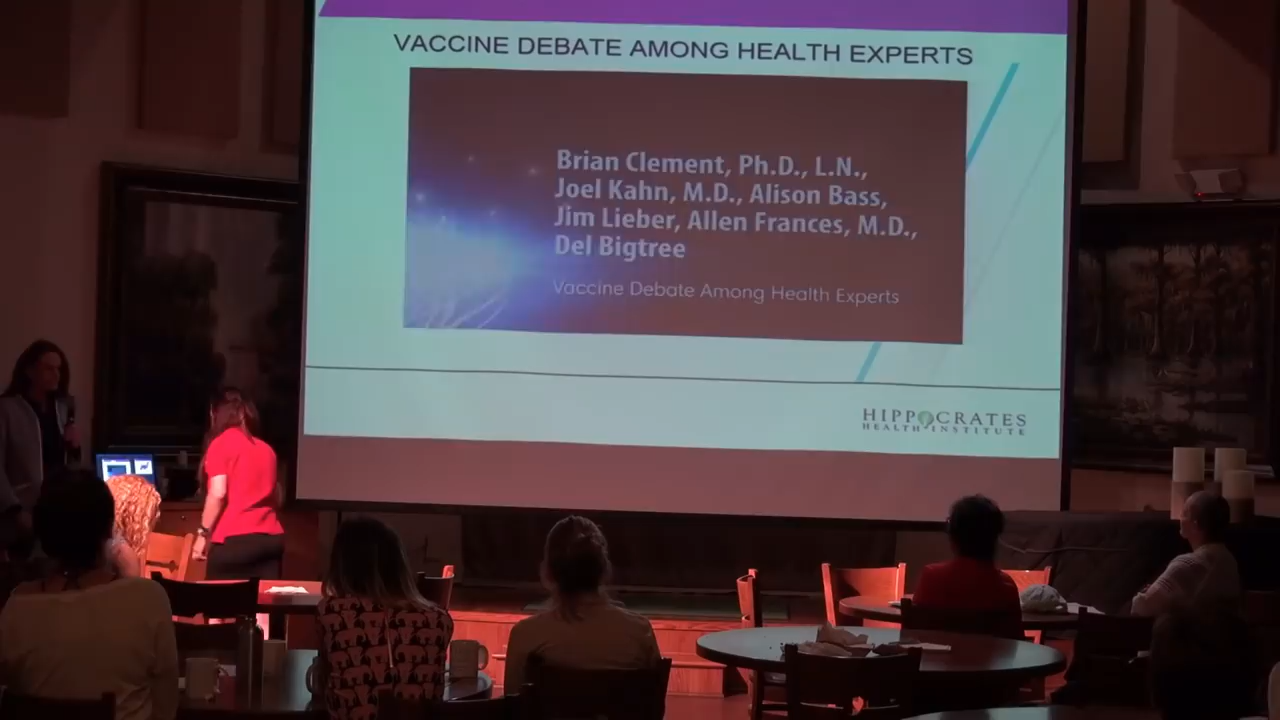 VACCINE DEBATE AMONG HEALTH EXPERTS
Brian Clement, Ph.D., L.N.,
Joel Kahn, M.D., Alison Bass,
Jim Lieber, Allen Frances, M.D.,
Del Bigtree
Vaccine Debate Among Health Experts
HIPPOCRATES
HEALTH INSTITUTE